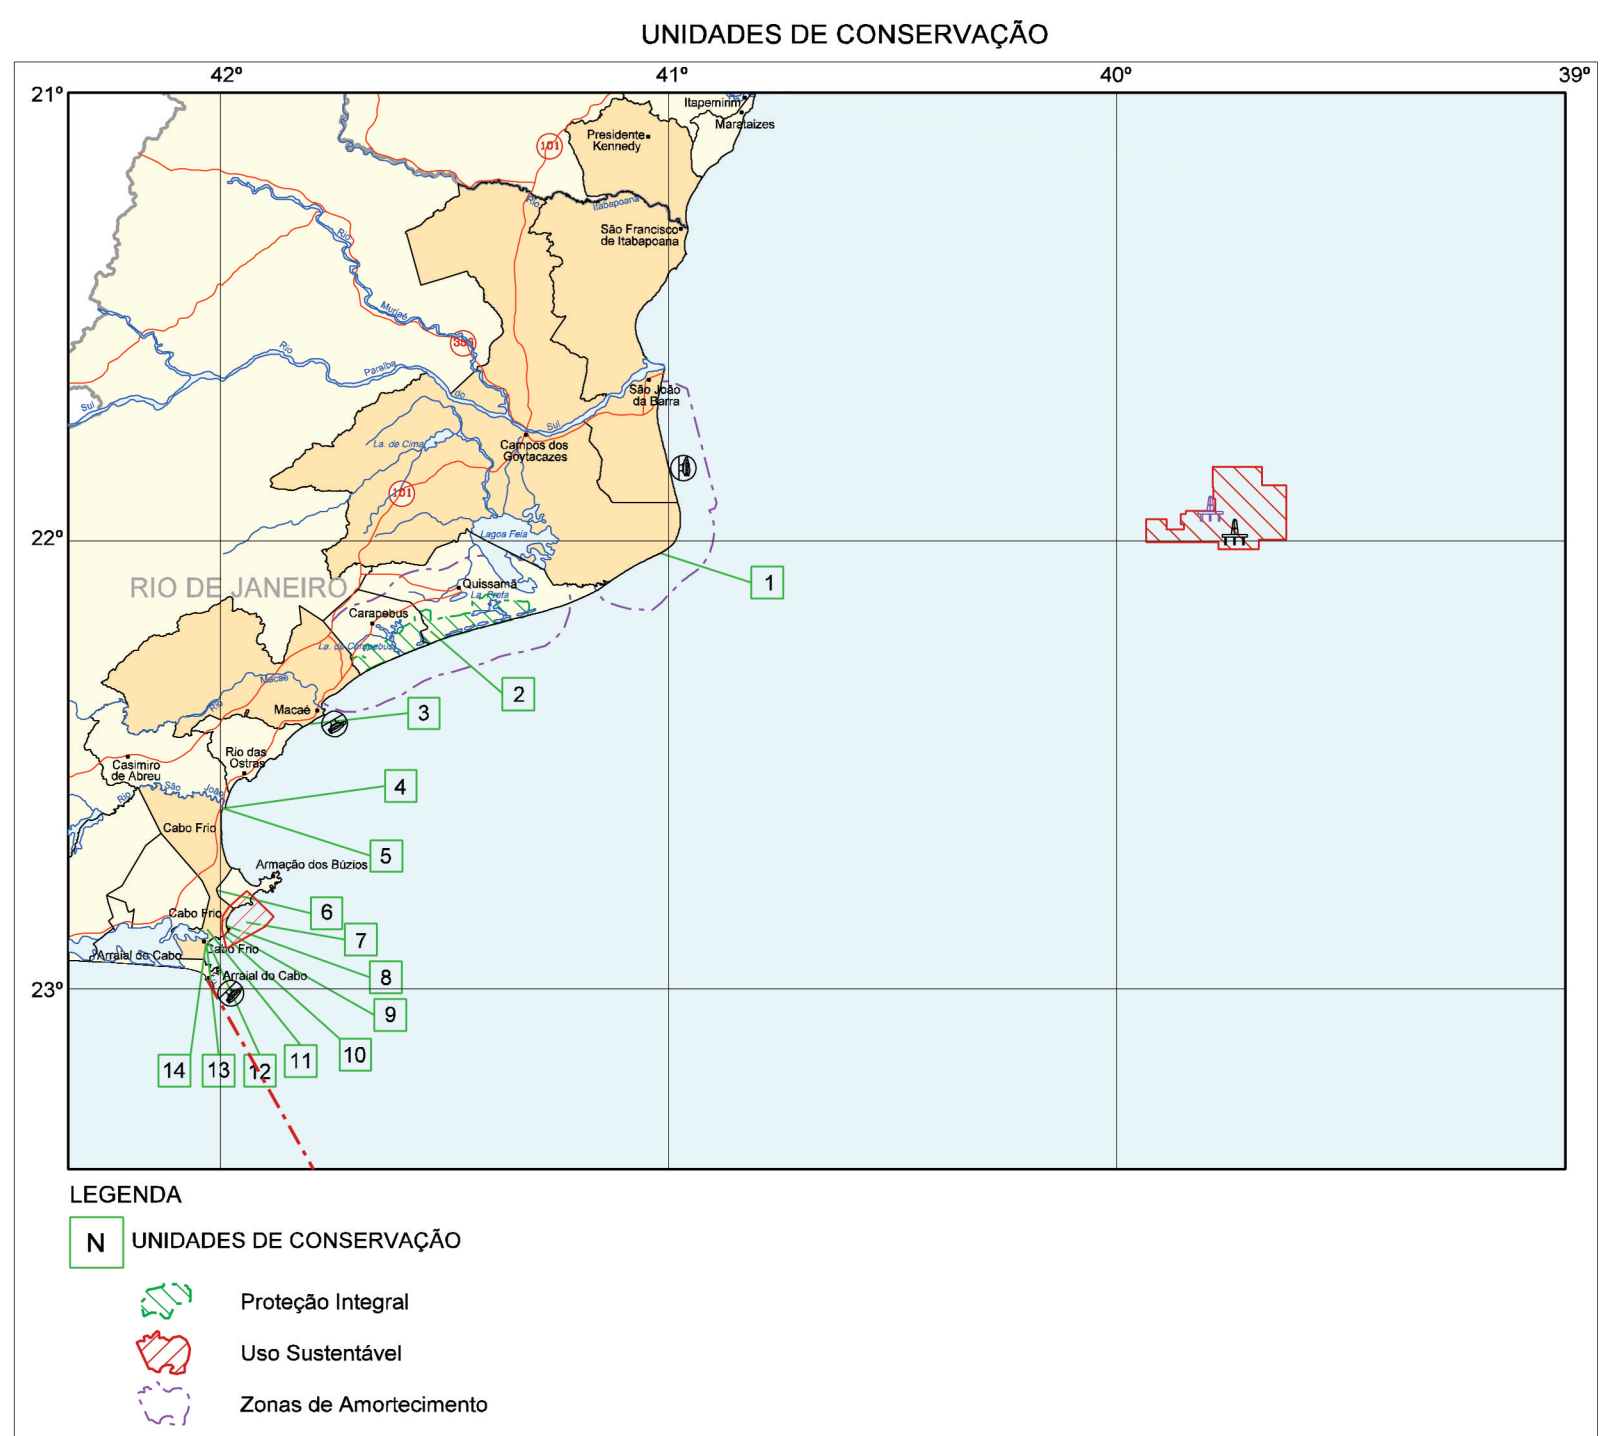 UNIDADES DE CONSERVAÇÃO
42º 41º 40º 39º
21º
Itapemirim
Marataizes
Presidente
Kennedy
101
Rio Itabapoana
São Francisco
de Itabapoana
Rio
Muriaé
356
Rio
Paraíba
do
Sul
Sul
São João
da Barra
La. de Cima
Campos dos
Goytacazes
101
Lagoa Feia
22º
RIO DE JANEIRO
Quissamã
La. Preta
Carapebus
La. de Carapebus
1
2
3
Macaé
Rio
Macaé
Rio das
Ostras
Casimiro
de Abreu
Rio
São
João
4
Cabo Frio
5
Armação dos Búzios
6
Cabo Frio
7
Cabo Frio
Arraial do Cabo
8
Arraial do Cabo
23º
9
10
11
12
13
14
LEGENDA
N UNIDADES DE CONSERVAÇÃO
Proteção Integral
Uso Sustentável
Zonas de Amortecimento